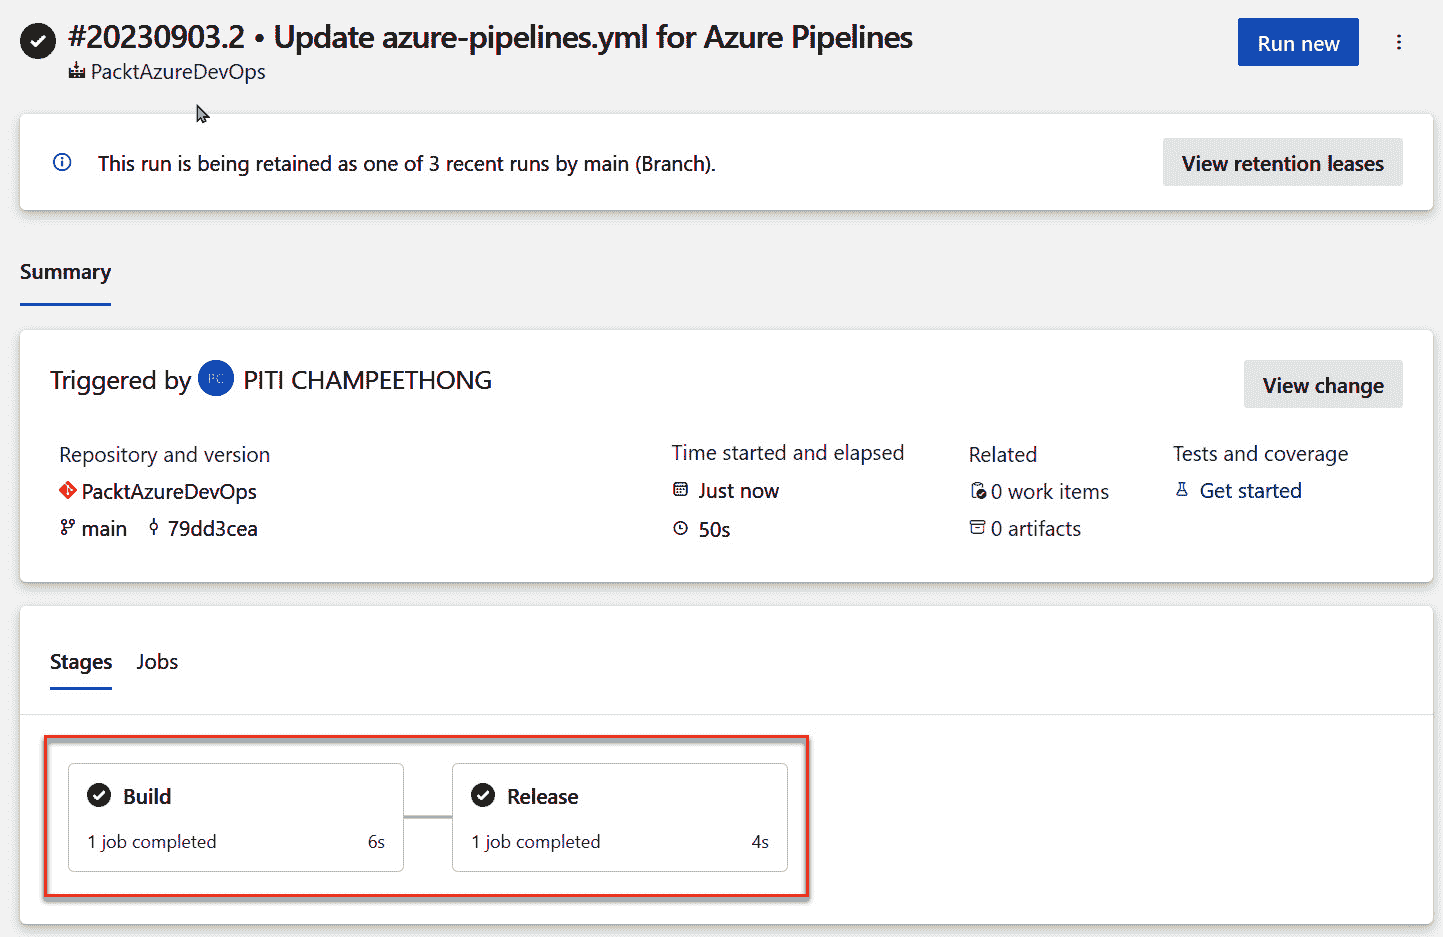 #20230903.2 • Update azure-pipelines.yml for Azure Pipelines
Run new
PacktAzureDevOps
This run is being retained as one of 3 recent runs by main (Branch).
View retention leases
Summary
Triggered by PC PITI CHAMPEETHONG
View change
Repository and version
Time started and elapsed
Related
Tests and coverage
PacktAzureDevOps
Just now
0 work items
Get started
main 79dd3cea
50s
0 artifacts
Stages Jobs
Build
Release
1 job completed 6s
1 job completed 4s